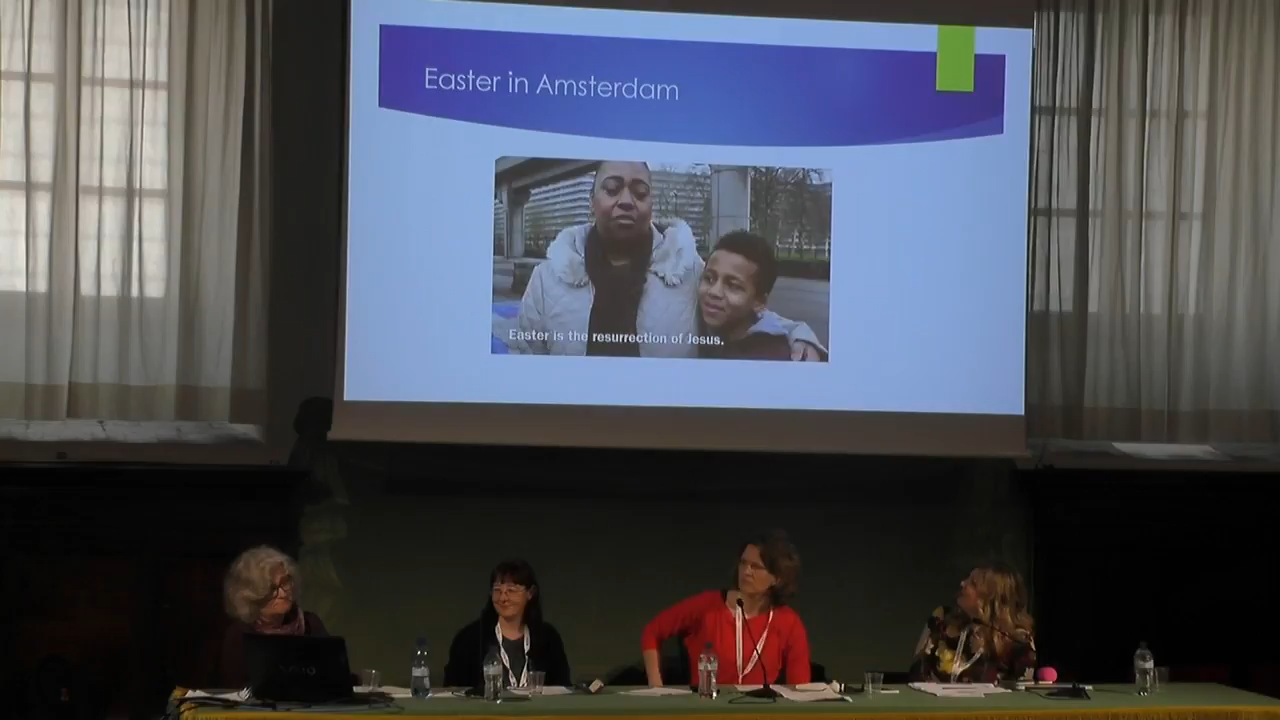 Easter in Amsterdam
Easter is the resurrection of Jesus.